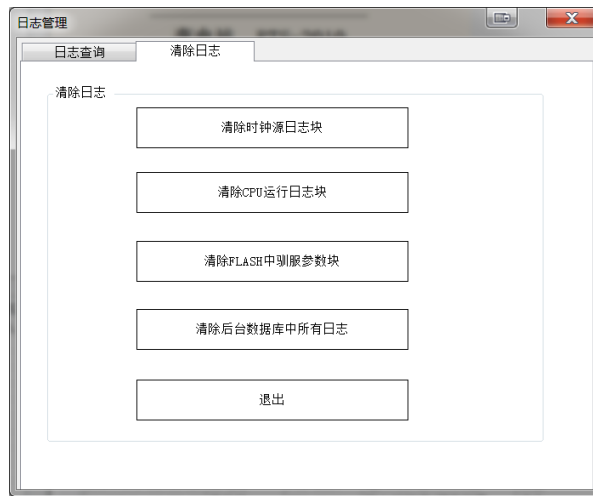 日志管理
日志查询
清除日志
清除日志
清除时钟源日志块
清除CPU运行日志块
清除FLASH中驯服参数块
清除后台数据库中所有日志
退出